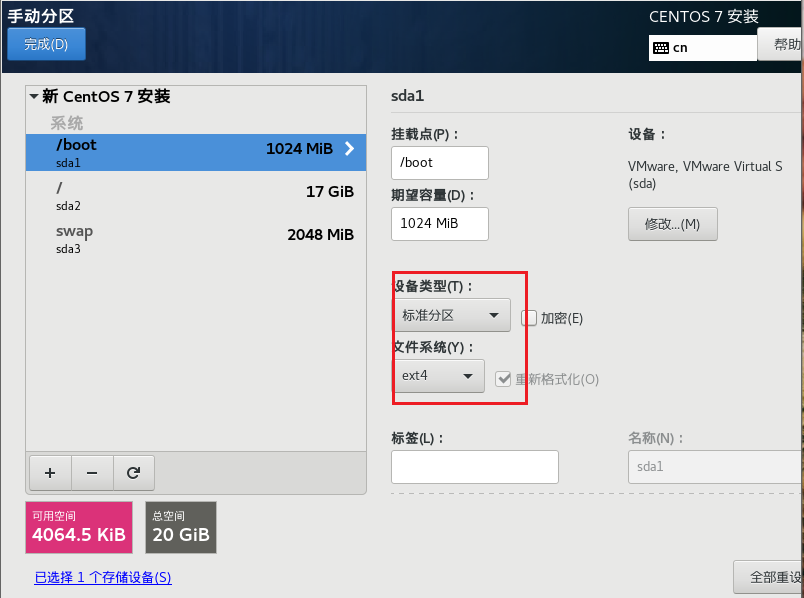 手动分区
CENTOS 7 安装
完成(D)
cn
帮助
新 CentOS 7 安装
系统
/boot
1024 MiB
sda1
/
17 GiB
sda2
swap
2048 MiB
sda3
sda1
挂载点(P)：
/boot
期望容量(D)：
1024 MiB
设备：
VMware, VMware Virtual S
(sda)
修改...(M)
设备类型(T)：
标准分区
加密(E)
文件系统(Y)：
ext4
重新格式化(O)
标签(L)：
名称(N)：
sda1
可用空间
4064.5 KiB
总空间
20 GiB
已选择 1 个存储设备(S)
全部重设